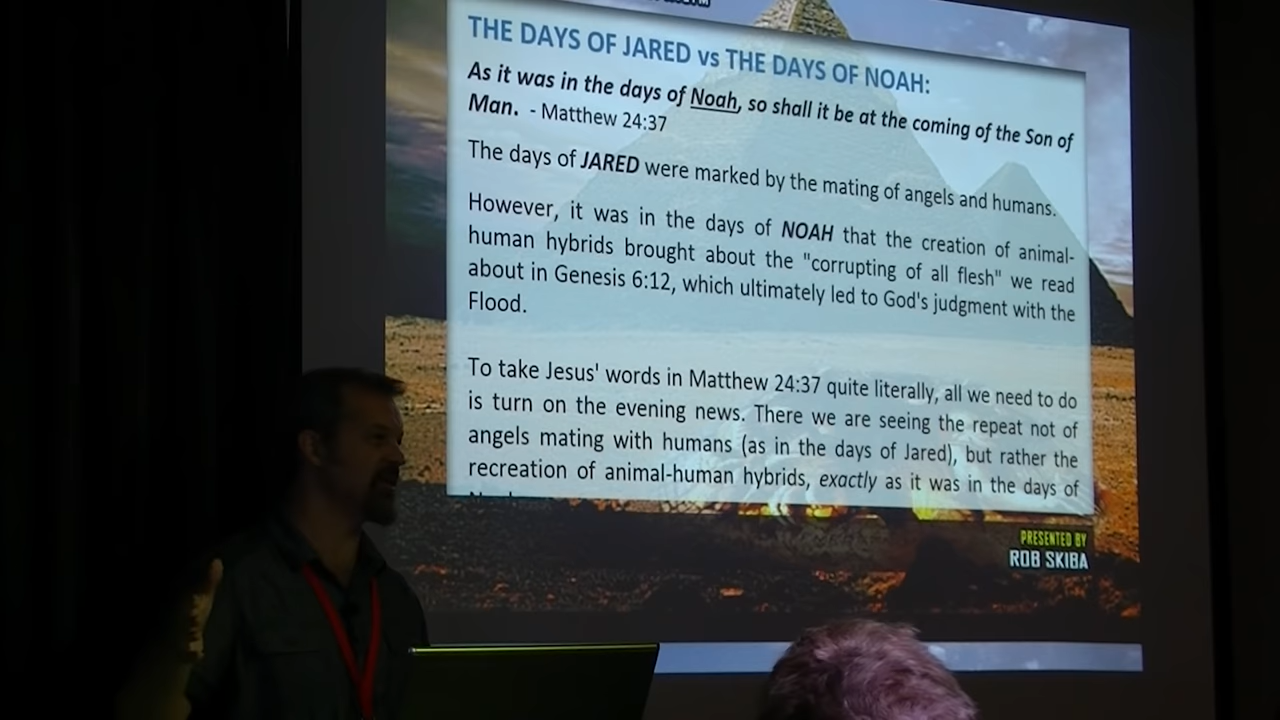 THE DAYS OF JARED vs THE DAYS OF NOAH:
As it was in the days of Noah, so shall it be at the coming of the Son of
Man. - Matthew 24:37
The days of JARED were marked by the mating of angels and humans.
However, it was in the days of NOAH that the creation of animal-
human hybrids brought about the "corrupting of all flesh" we read
about in Genesis 6:12, which ultimately led to God's judgment with the
Flood.
To take Jesus' words in Matthew 24:37 quite literally, all we need to do
is turn on the evening news. There we are seeing the repeat not of
angels mating with humans (as in the days of Jared), but rather the
recreation of animal-human hybrids, exactly as it was in the days of
PRESENTED BY
ROB SKIBA